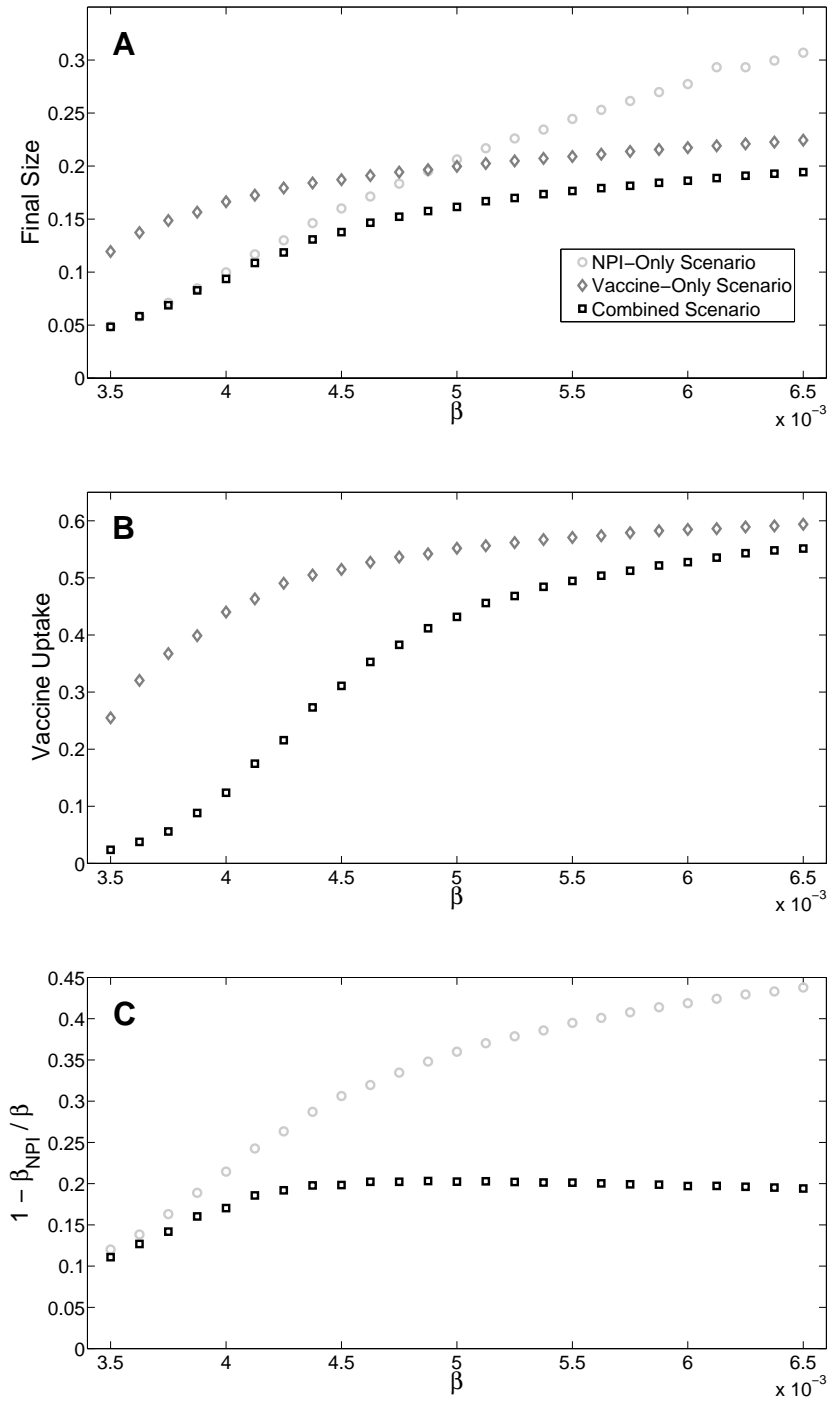 A
0.3
0.25
0.2
0.15
0.1
0.05
0
Final Size
NPI−Only Scenario
Vaccine−Only Scenario
Combined Scenario
3.5 4 4.5 5 5.5 6 6.5
β
x 10⁻³
B
0.6
0.5
0.4
0.3
0.2
0.1
0
Vaccine Uptake
3.5 4 4.5 5 5.5 6 6.5
β
x 10⁻³
C
0.45
0.4
0.35
0.3
0.25
0.2
0.15
0.1
0.05
0
1 − β_NPI / β
3.5 4 4.5 5 5.5 6 6.5
β
x 10⁻³